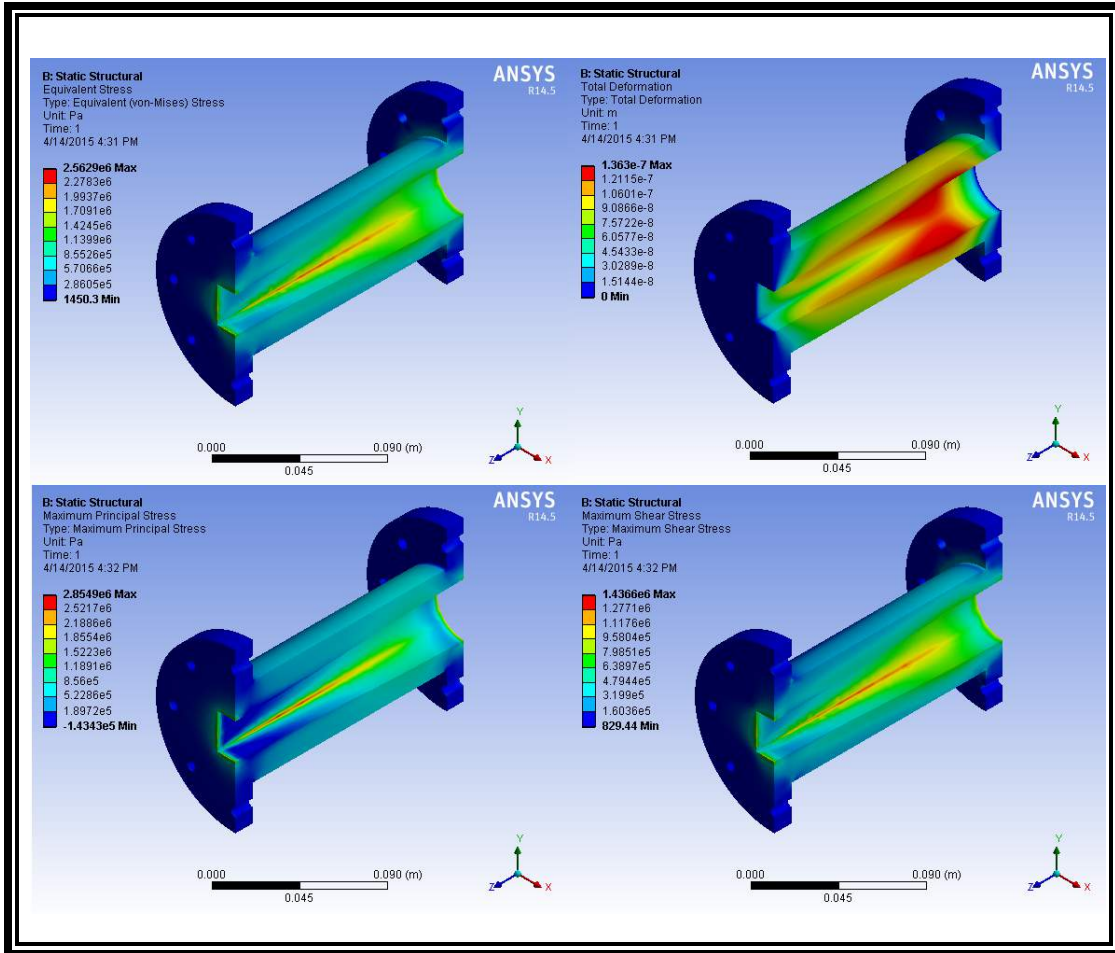 B: Static Structural
Equivalent Stress
Type: Equivalent (von-Mises) Stress
Unit: Pa
Time: 1
4/14/2015 4:31 PM
2.5629e6 Max
2.2783e6
1.9937e6
1.7091e6
1.4245e6
1.1399e6
8.5526e5
5.7066e5
2.8605e5
1450.3 Min
ANSYS
R14.5
0.000
0.090 (m)
0.045
Y
Z
X
B: Static Structural
Total Deformation
Type: Total Deformation
Unit: m
Time: 1
4/14/2015 4:31 PM
1.363e-7 Max
1.2115e-7
1.0601e-7
9.0866e-8
7.5722e-8
6.0577e-8
4.5433e-8
3.0289e-8
1.5144e-8
0 Min
ANSYS
R14.5
0.000
0.090 (m)
0.045
Y
Z
X
B: Static Structural
Maximum Principal Stress
Type: Maximum Principal Stress
Unit: Pa
Time: 1
4/14/2015 4:32 PM
2.8549e6 Max
2.5217e6
2.1886e6
1.8554e6
1.5223e6
1.1891e6
8.56e5
5.2286e5
1.8972e5
-1.4343e5 Min
ANSYS
R14.5
0.000
0.090 (m)
0.045
Y
Z
X
B: Static Structural
Maximum Shear Stress
Type: Maximum Shear Stress
Unit: Pa
Time: 1
4/14/2015 4:32 PM
1.4366e6 Max
1.2771e6
1.1176e6
9.5804e5
7.9851e5
6.3897e5
4.7944e5
3.199e5
1.6036e5
829.44 Min
ANSYS
R14.5
0.000
0.090 (m)
0.045
Y
Z
X